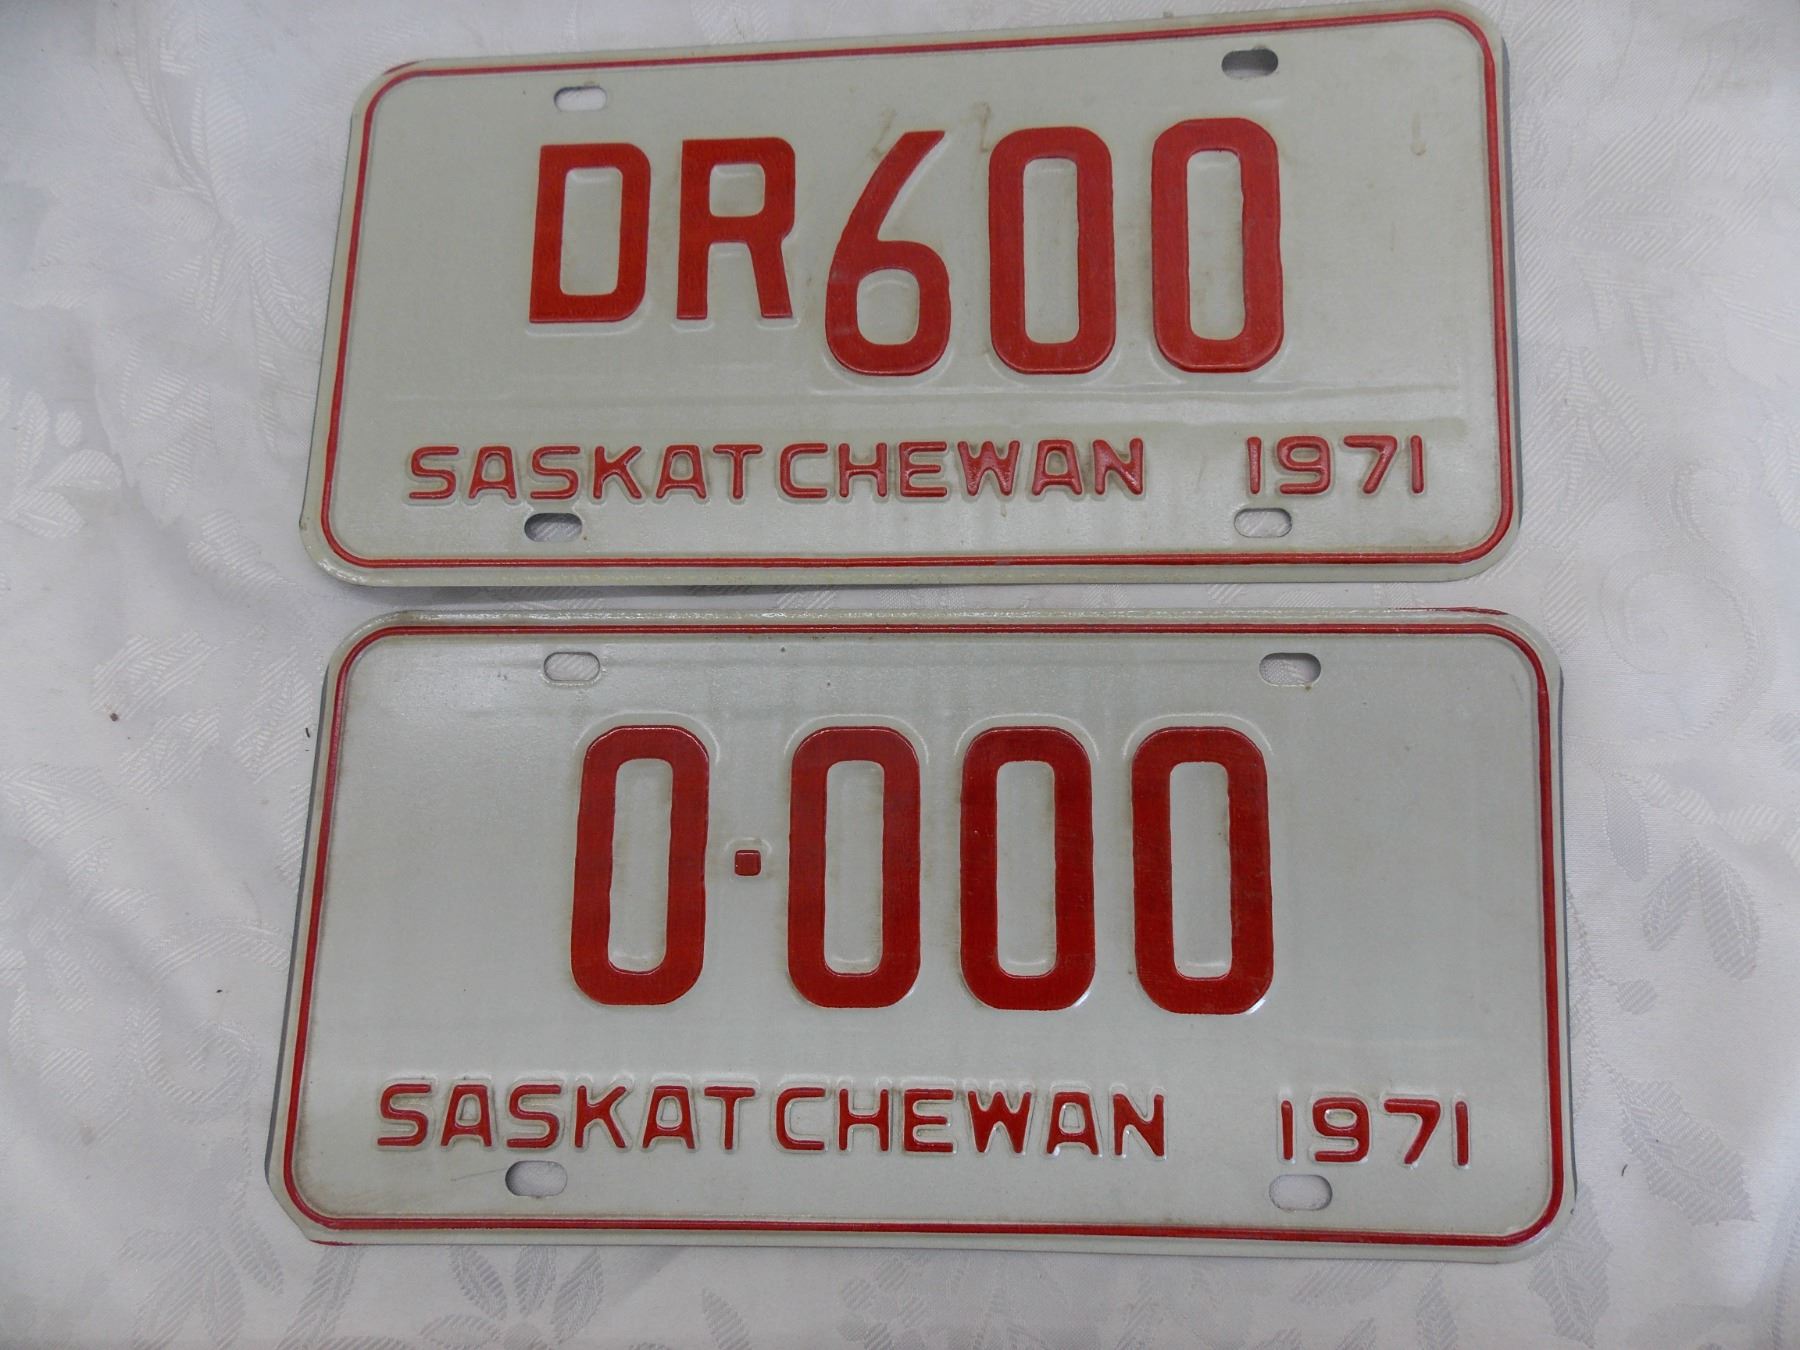 DR600
SASKATCHEWAN 1971
0·000
SASKATCHEWAN 1971